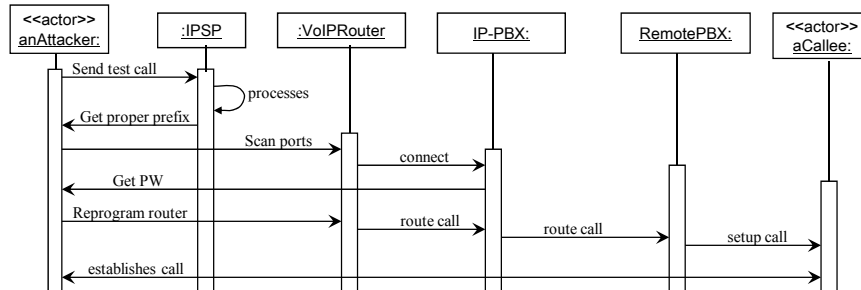 <<actor>>
anAttacker:
:IPSP
:VoIPRouter
IP-PBX:
RemotePBX:
<<actor>>
aCallee:
Send test call
processes
Get proper prefix
Scan ports
connect
Get PW
Reprogram router
route call
route call
setup call
establishes call